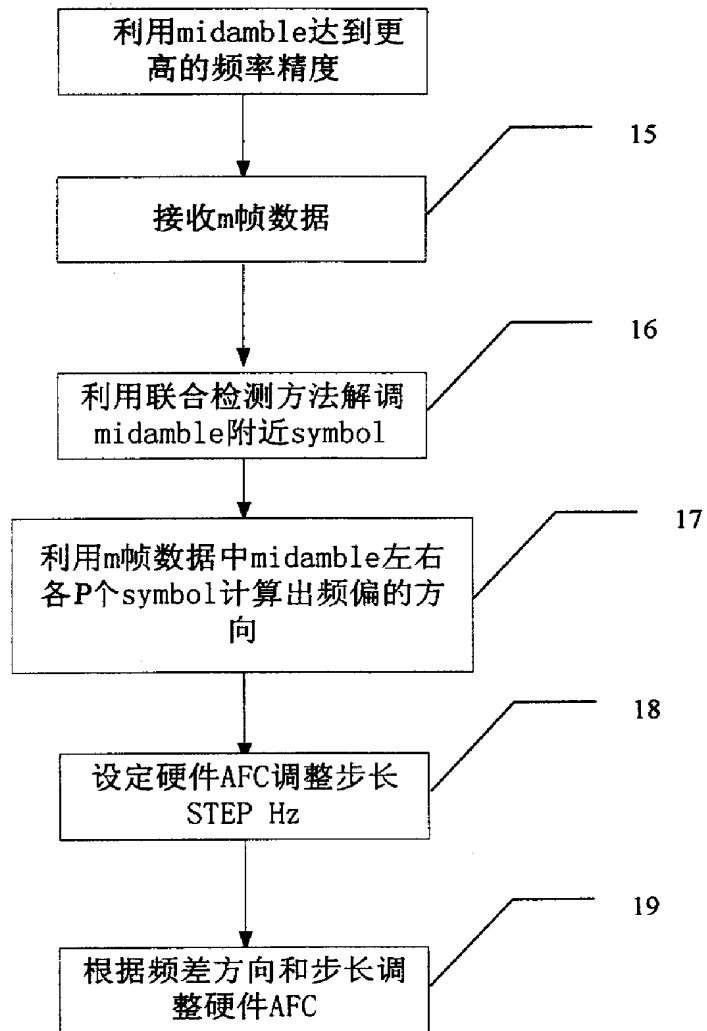 利用midamble达到更
高的频率精度
15
接收m帧数据
16
利用联合检测方法解调
midamble附近symbol
17
利用m帧数据中midamble左右
各P个symbol计算出频偏的方
向
18
设定硬件AFC调整步长
STEP Hz
19
根据频差方向和步长调
整硬件AFC